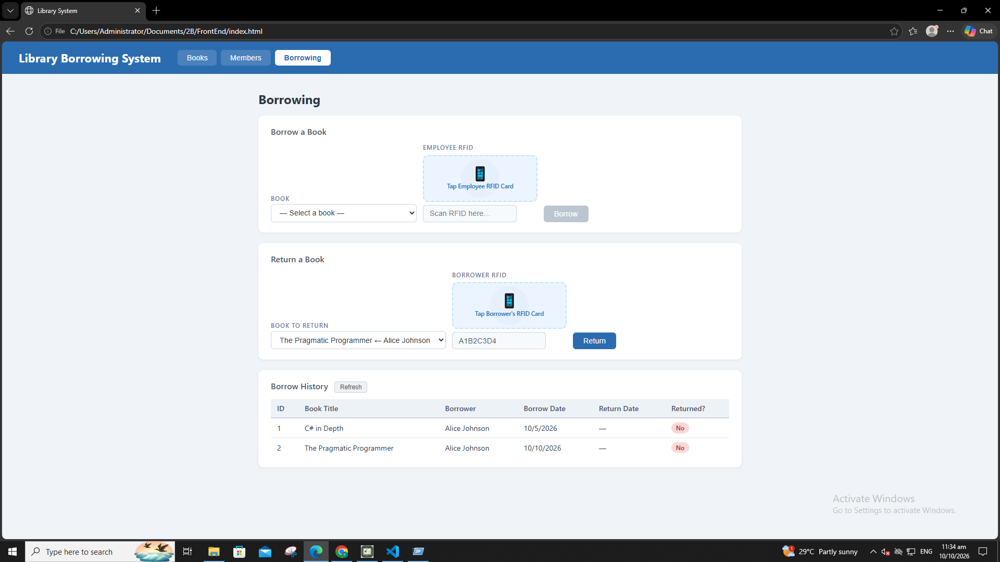 Library System
File C:/Users/Administrator/Documents/2B/FrontEnd/index.html
Chat
Library Borrowing System Books Members Borrowing
Borrowing
Borrow a Book
EMPLOYEE RFID
Tap Employee RFID Card
BOOK
— Select a book — Scan RFID here... Borrow
Return a Book
BORROWER RFID
Tap Borrower's RFID Card
BOOK TO RETURN
The Pragmatic Programmer ← Alice Johnson A1B2C3D4 Return
Borrow History Refresh
ID Book Title Borrower Borrow Date Return Date Returned?
1 C# in Depth Alice Johnson 10/5/2026 — No
2 The Pragmatic Programmer Alice Johnson 10/10/2026 — No
Activate Windows
Go to Settings to activate Windows.
Type here to search
1 29°C Partly sunny ENG 11:34 am
10/10/2026